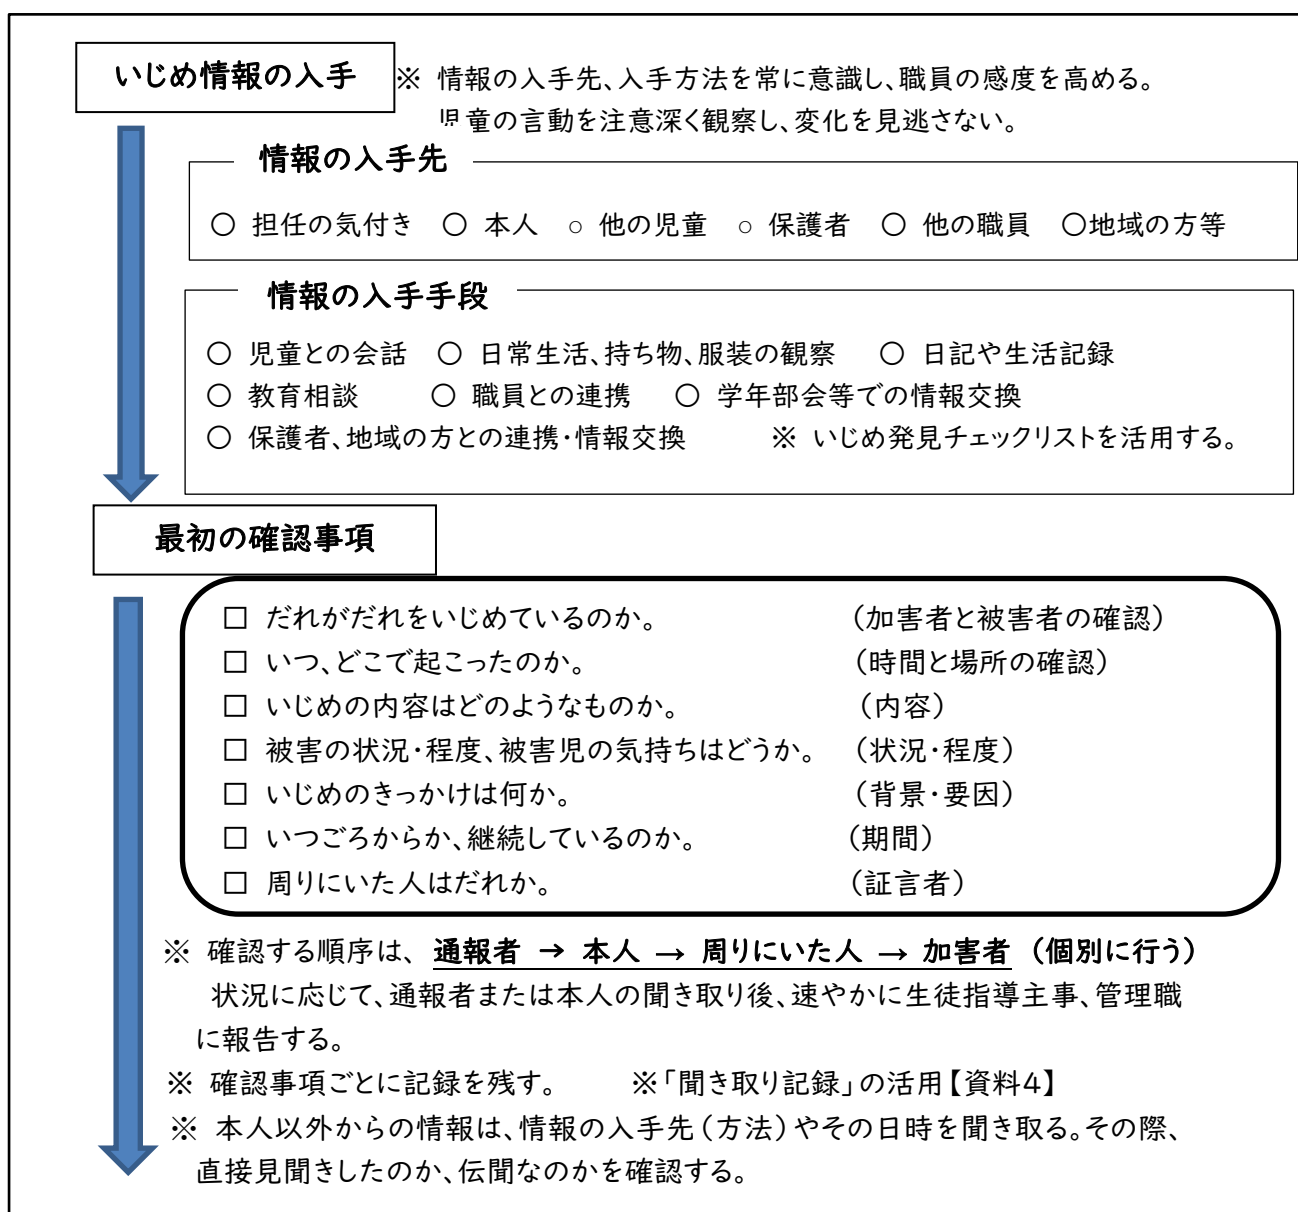 いじめ情報の入手
※ 情報の入手先、入手方法を常に意識し、職員の感度を高める。
児童の言動を注意深く観察し、変化を見逃さない。
情報の入手先
〇 担任の気付き 〇 本人 ○ 他の児童 ○ 保護者 〇 他の職員 〇地域の方等
情報の入手手段
〇 児童との会話 〇 日常生活、持ち物、服装の観察 〇 日記や生活記録
〇 教育相談 〇 職員との連携 〇 学年部会等での情報交換
〇 保護者、地域の方との連携・情報交換 ※ いじめ発見チェックリストを活用する。
最初の確認事項
□ だれがだれをいじめているのか。 （加害者と被害者の確認）
□ いつ、どこで起こったのか。 （時間と場所の確認）
□ いじめの内容はどのようなものか。 （内容）
□ 被害の状況・程度、被害児の気持ちはどうか。 （状況・程度）
□ いじめのきっかけは何か。 （背景・要因）
□ いつごろからか、継続しているのか。 （期間）
□ 周りにいた人はだれか。 （証言者）
※ 確認する順序は、 通報者 → 本人 → 周りにいた人 → 加害者 （個別に行う）
状況に応じて、通報者または本人の聞き取り後、速やかに生徒指導主事、管理職
に報告する。
※ 確認事項ごとに記録を残す。 ※「聞き取り記録」の活用【資料4】
※ 本人以外からの情報は、情報の入手先（方法）やその日時を聞き取る。その際、
直接見聞きしたのか、伝聞なのかを確認する。